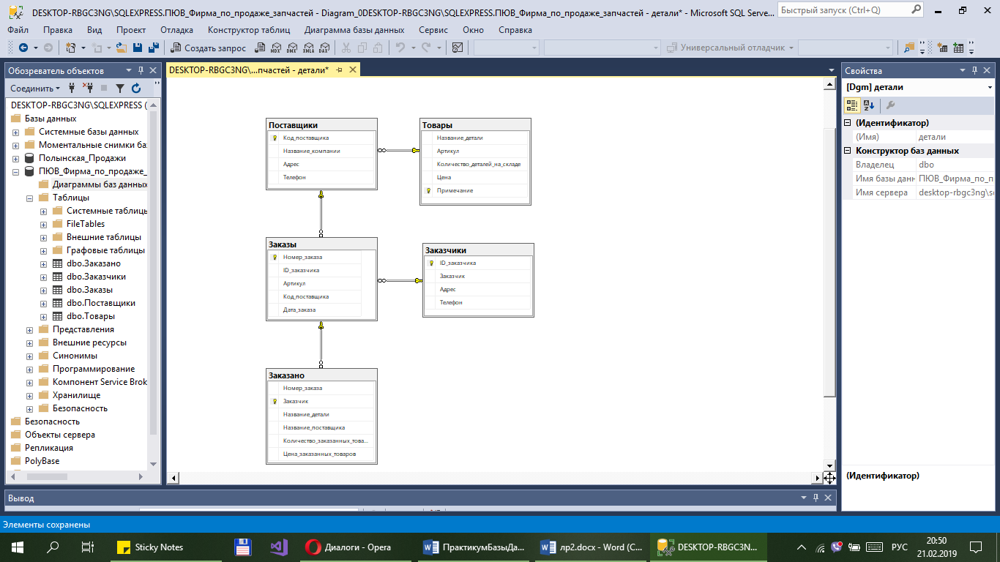 DESKTOP-RBGC3NG\SQLEXPRESS.ПЮВ_Фирма_по_продаже_запчастей - Diagram_0DESKTOP-RBGC3NG\SQLEXPRESS.ПЮВ_Фирма_по_продаже_запчастей - детали* - Microsoft SQL Serve...
Быстрый запуск (Ctrl+Q)
Файл Правка Вид Проект Отладка Конструктор таблиц Диаграмма базы данных Сервис Окно Справка
Создать запрос MDX DMX XMLA DAX Универсальный отладчик
Обозреватель объектов
Соединить
DESKTOP-RBGC3NG\SQLEXPRESS (
Базы данных
Системные базы данных
Моментальные снимки ба
Полынская_Продажи
ПЮВ_Фирма_по_продаже_
Диаграммы баз данных
Таблицы
Системные таблицы
FileTables
Внешние таблицы
Графовые таблицы
dbo.Заказано
dbo.Заказчики
dbo.Заказы
dbo.Поставщики
dbo.Товары
Представления
Внешние ресурсы
Синонимы
Программирование
Компонент Service Brok
Хранилище
Безопасность
Безопасность
Объекты сервера
Репликация
PolyBase
DESKTOP-RBGC3NG\...пчастей - детали*
Поставщики
Код_поставщика
Название_компании
Адрес
Телефон
Товары
Название_детали
Артикул
Количество_деталей_на_складе
Цена
Примечание
Заказы
Номер_заказа
ID_заказчика
Артикул
Код_поставщика
Дата_заказа
Заказчики
ID_заказчика
Заказчик
Адрес
Телефон
Заказано
Номер_заказа
Заказчик
Название_детали
Название_поставщика
Количество_заказанных_това...
Цена_заказанных_товаров
Свойства
[Dgm] детали
(Идентификатор)
(Имя) детали
Конструктор баз данных
Владелец dbo
Имя базы данн ПЮВ_Фирма_по_п
Имя сервера desktop-rbgc3ng\sq
(Идентификатор)
Вывод
Элементы сохранены
Sticky Notes
Диалоги - Opera
ПрактикумБазыДа...
лр2.docx - Word (С...
DESKTOP-RBGC3N...
РУС
20:50
21.02.2019